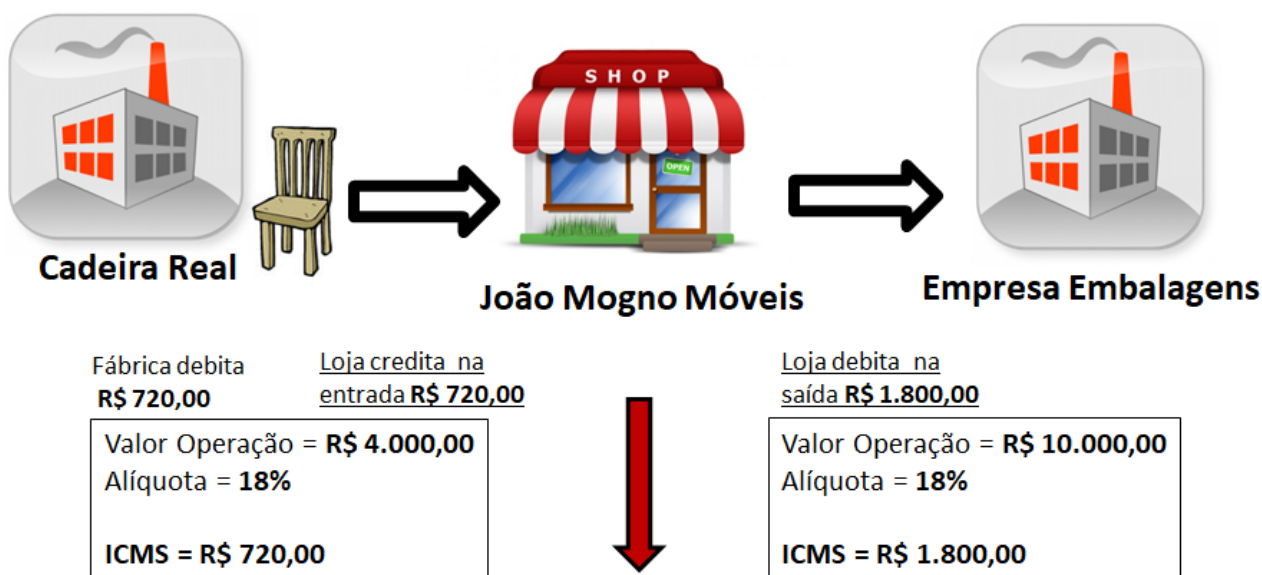 SHOP
OPEN
Cadeira Real
João Mogno Móveis
Empresa Embalagens
Fábrica debita
R$ 720,00
Loja credita na
entrada R$ 720,00
Loja debita na
saída R$ 1.800,00
Valor Operação = R$ 4.000,00
Alíquota = 18%
ICMS = R$ 720,00
Valor Operação = R$ 10.000,00
Alíquota = 18%
ICMS = R$ 1.800,00